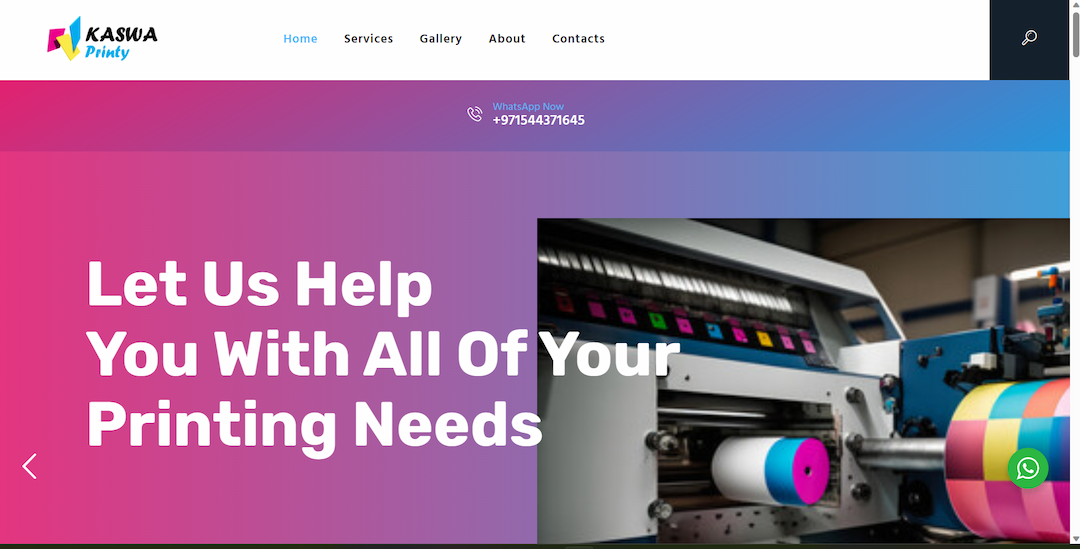 KASWA
Printy
Home Services Gallery About Contacts
WhatsApp Now
+971544371645
Let Us Help
You With All Of Your
Printing Needs